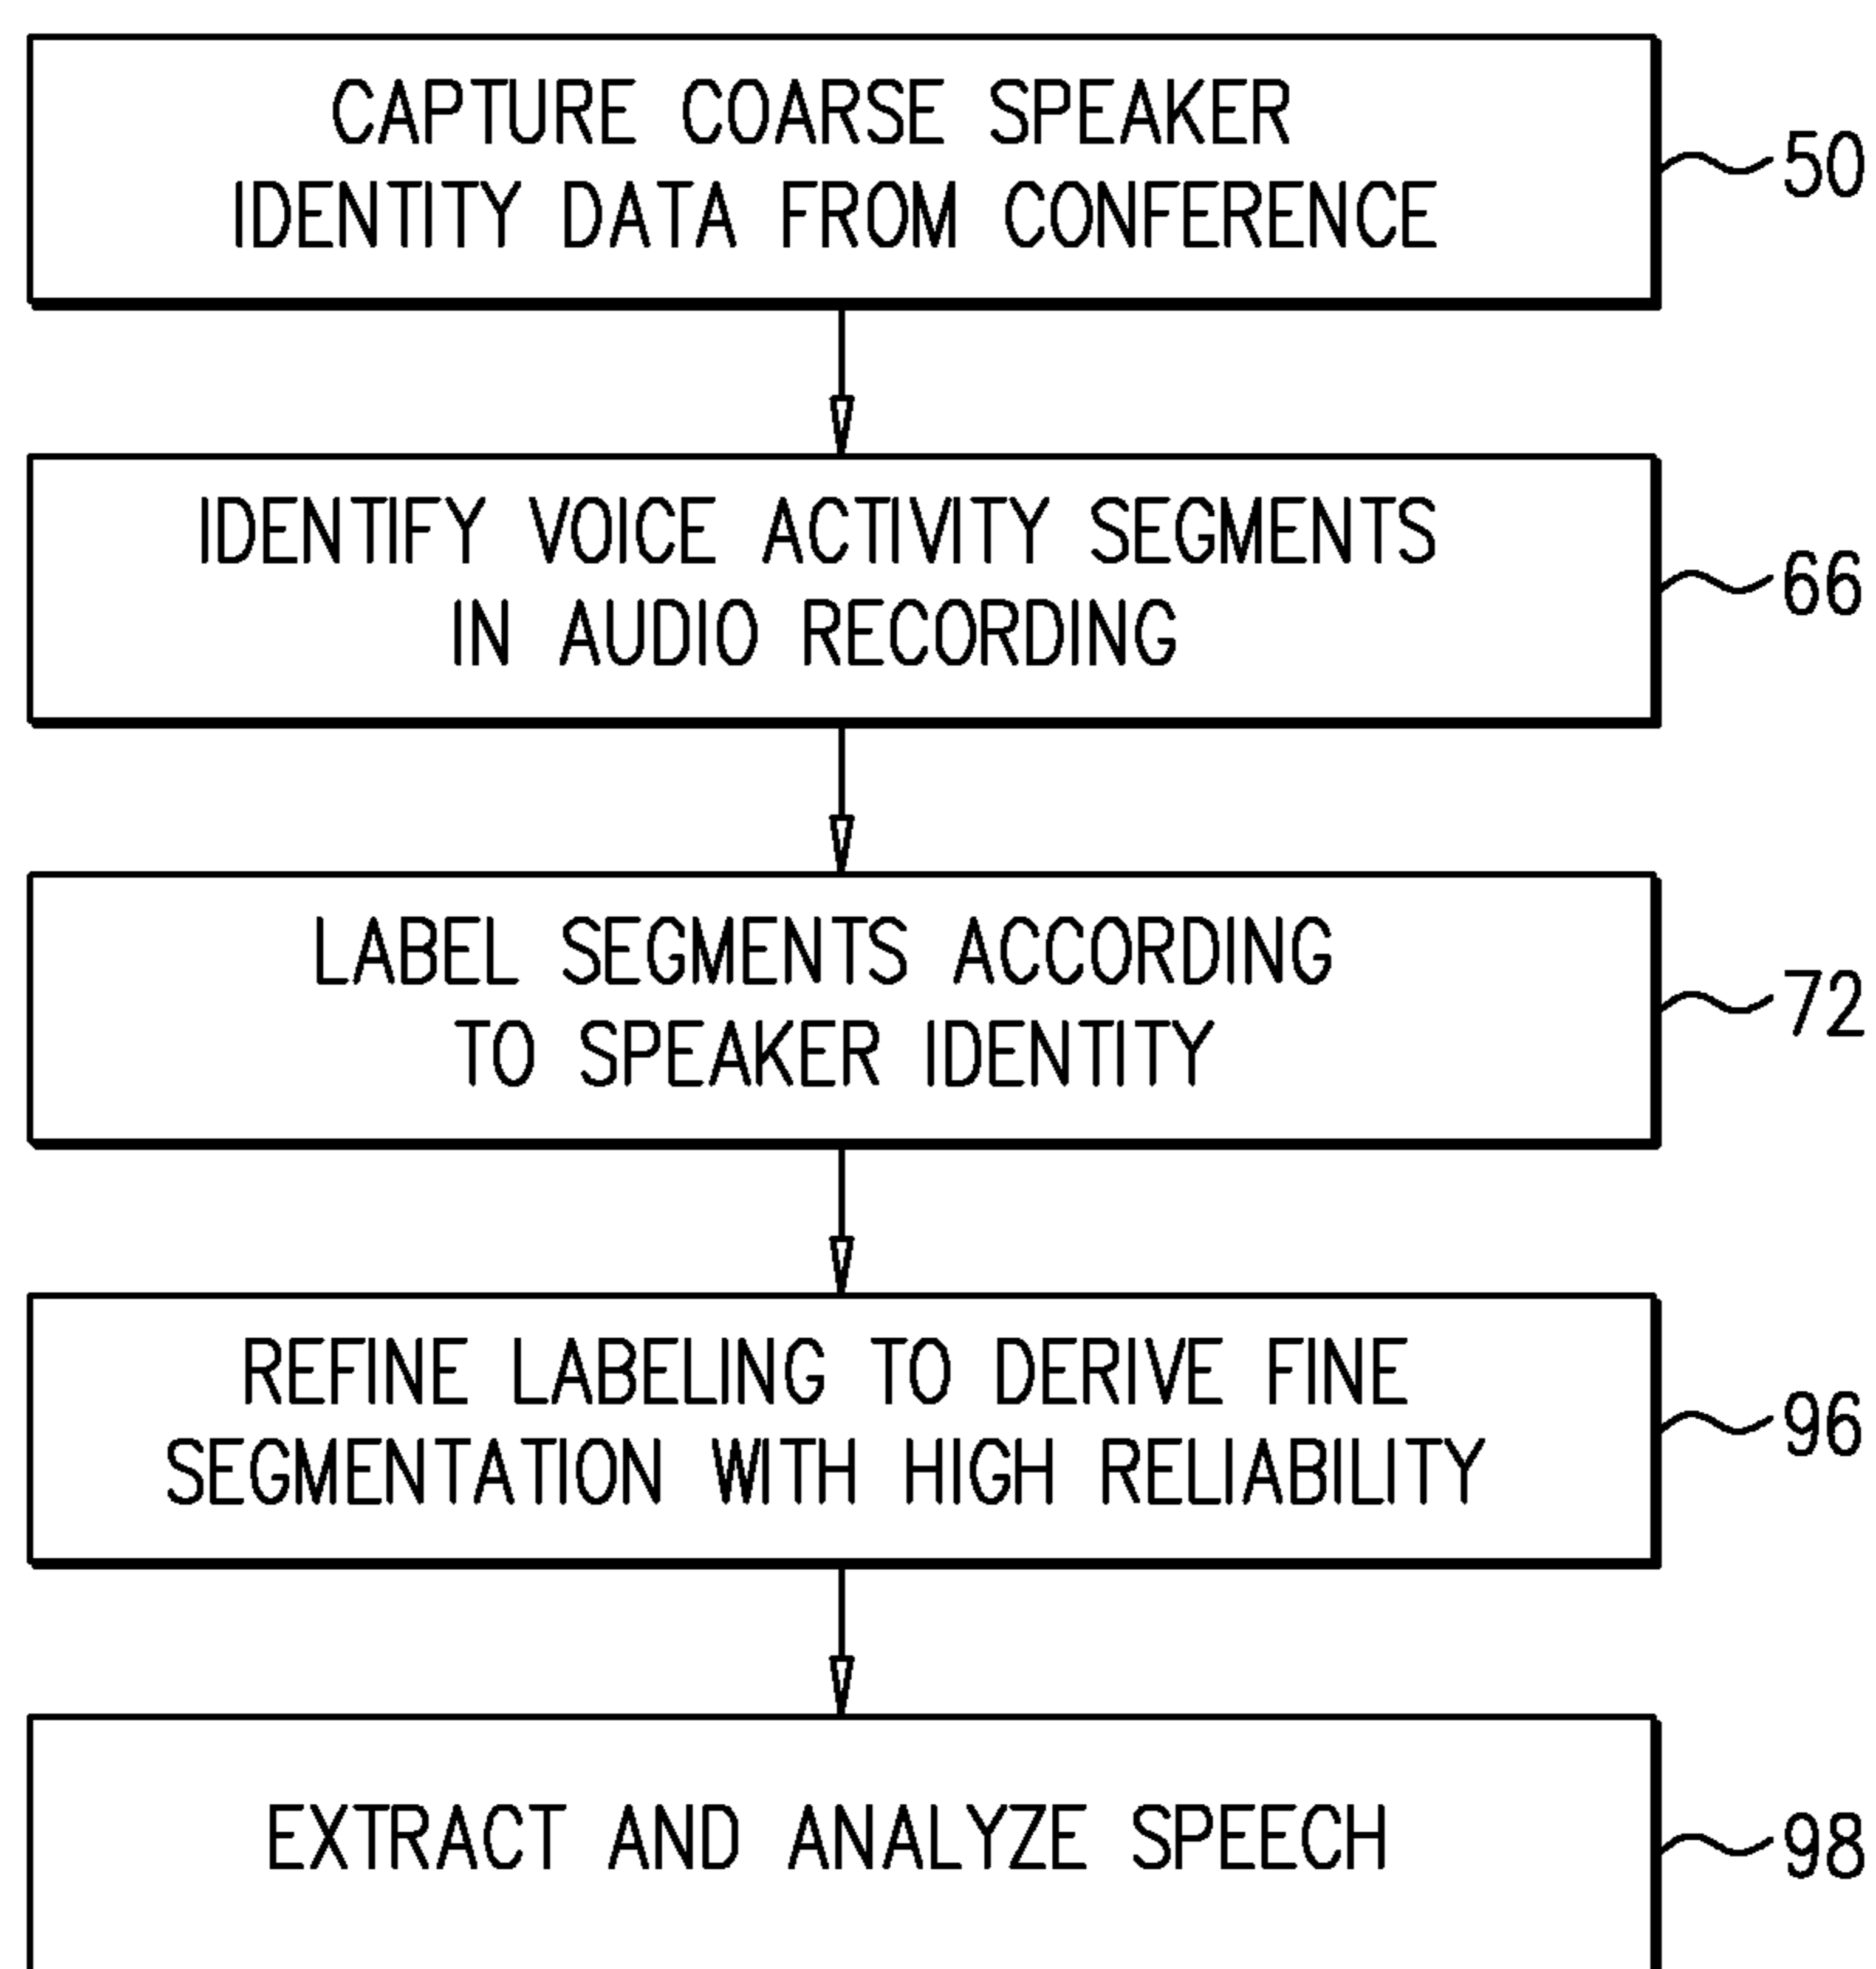 CAPTURE COARSE SPEAKER
IDENTITY DATA FROM CONFERENCE
50
IDENTIFY VOICE ACTIVITY SEGMENTS
IN AUDIO RECORDING
66
LABEL SEGMENTS ACCORDING
TO SPEAKER IDENTITY
72
REFINE LABELING TO DERIVE FINE
SEGMENTATION WITH HIGH RELIABILITY
96
EXTRACT AND ANALYZE SPEECH
98